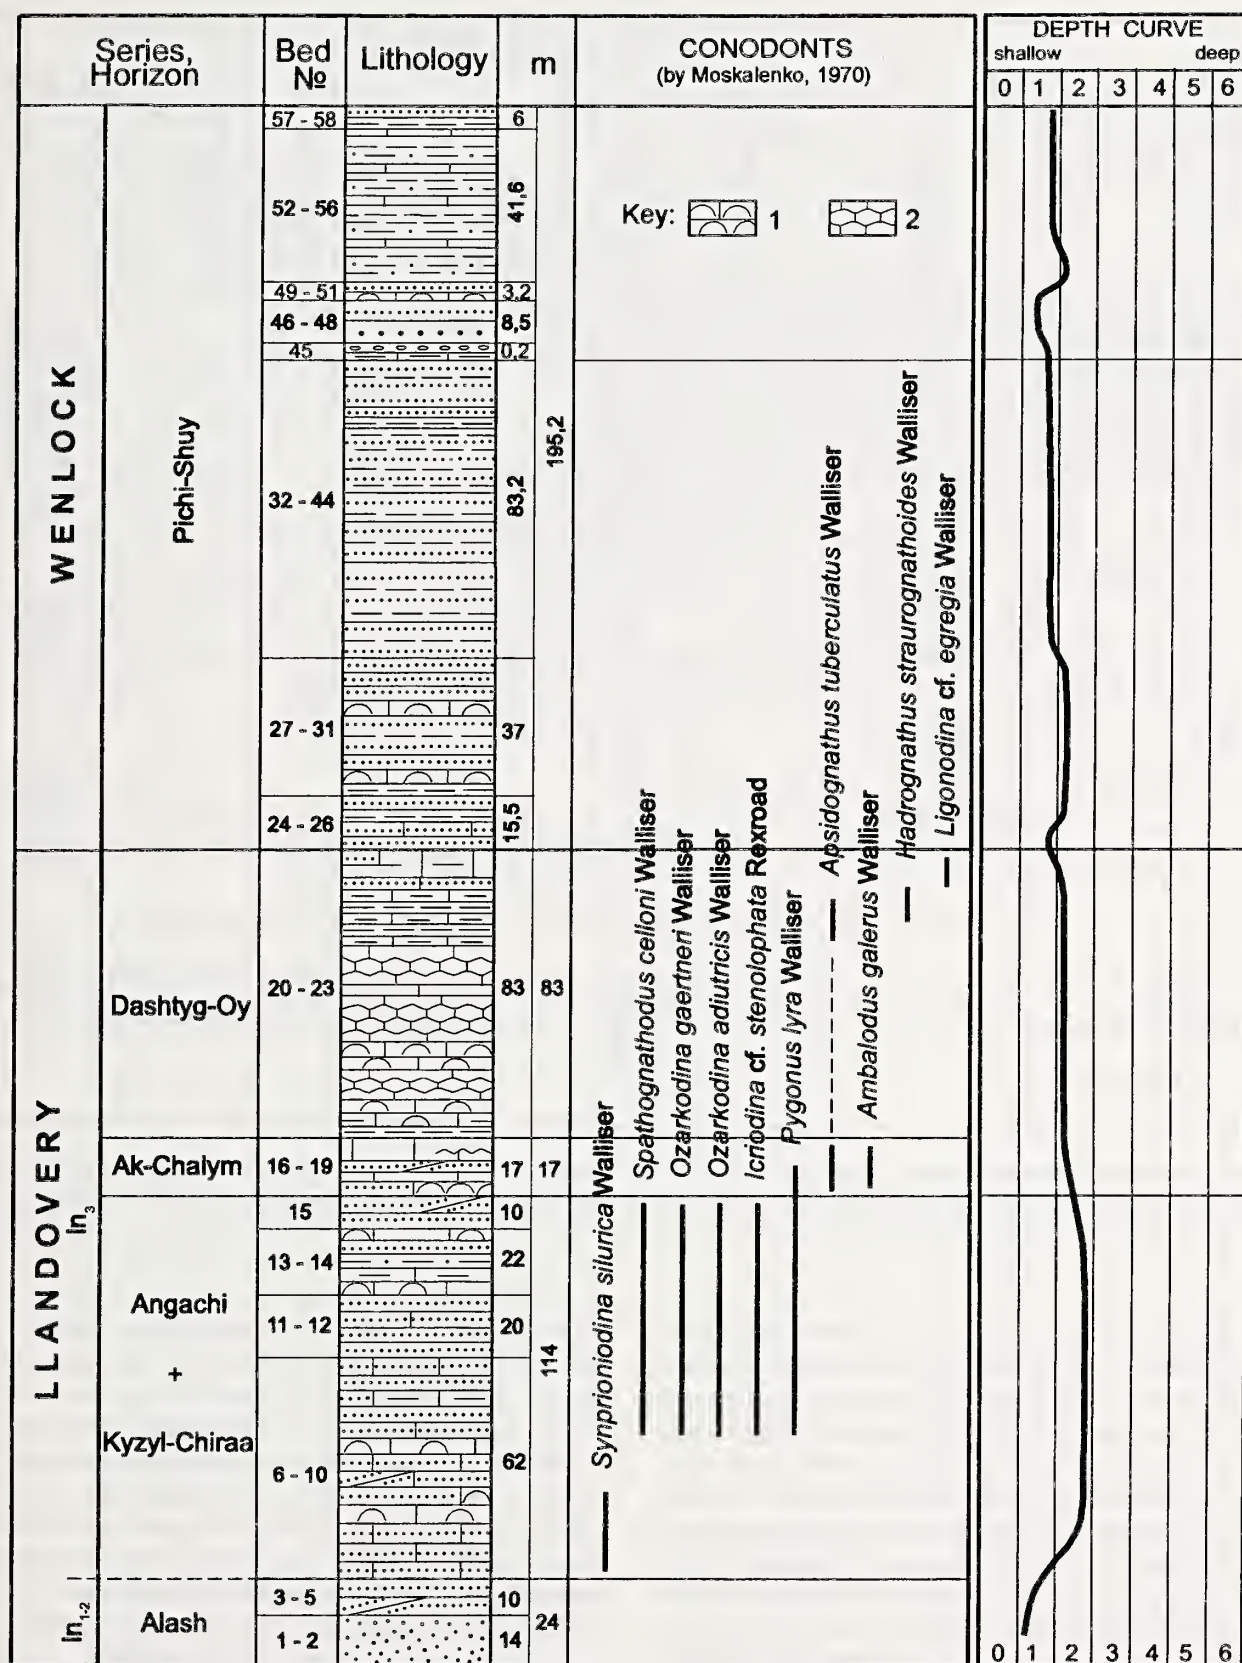 Series,
Horizon
Bed
№
Lithology
m
CONODONTS
(by Moskalenko, 1970)
DEPTH CURVE
shallow deep
0 1 2 3 4 5 6
WENLOCK
Pichi-Shuy
57 - 58 6
52 - 56 41,6
49 - 51 3,2
46 - 48 8,5
45 0,2
32 - 44 83,2
27 - 31 37
24 - 26 15,5
195,2
Key: 1 2
LLANDOVERY
ln3
Dashtyg-Oy 20 - 23 83 83
Ak-Chalym 16 - 19 17 17
Angachi
+
Kyzyl-Chiraa
15 10
13 - 14 22
11 - 12 20
6 - 10 62
114
ln1-2
Alash
3 - 5 10
1 - 2 14
24
Synprioniodina silurica Walliser
Spathognathodus celloni Walliser
Ozarkodina gaertneri Walliser
Ozarkodina adiutricis Walliser
Icriodina cf. stenolophata Rexroad
Pygonus lyra Walliser
Apsidognathus tuberculatus Walliser
Ambalodus galerus Walliser
Hadrognathus straurognathoides Walliser
Ligonodina cf. egregia Walliser
0 1 2 3 4 5 6